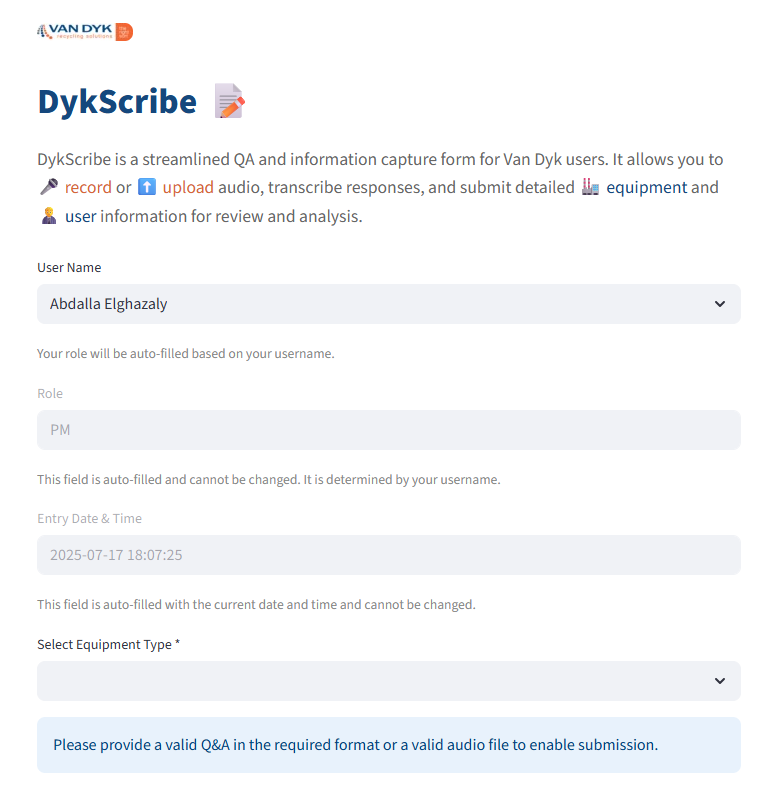 VAN DYK
recycling solutions
DykScribe
DykScribe is a streamlined QA and information capture form for Van Dyk users. It allows you to
🎤 record or ⬆️ upload audio, transcribe responses, and submit detailed 🏭 equipment and
🤦‍♂️ user information for review and analysis.
User Name
Abdalla Elghazaly
Your role will be auto-filled based on your username.
Role
PM
This field is auto-filled and cannot be changed. It is determined by your username.
Entry Date & Time
2025-07-17 18:07:25
This field is auto-filled with the current date and time and cannot be changed.
Select Equipment Type *
Please provide a valid Q&A in the required format or a valid audio file to enable submission.